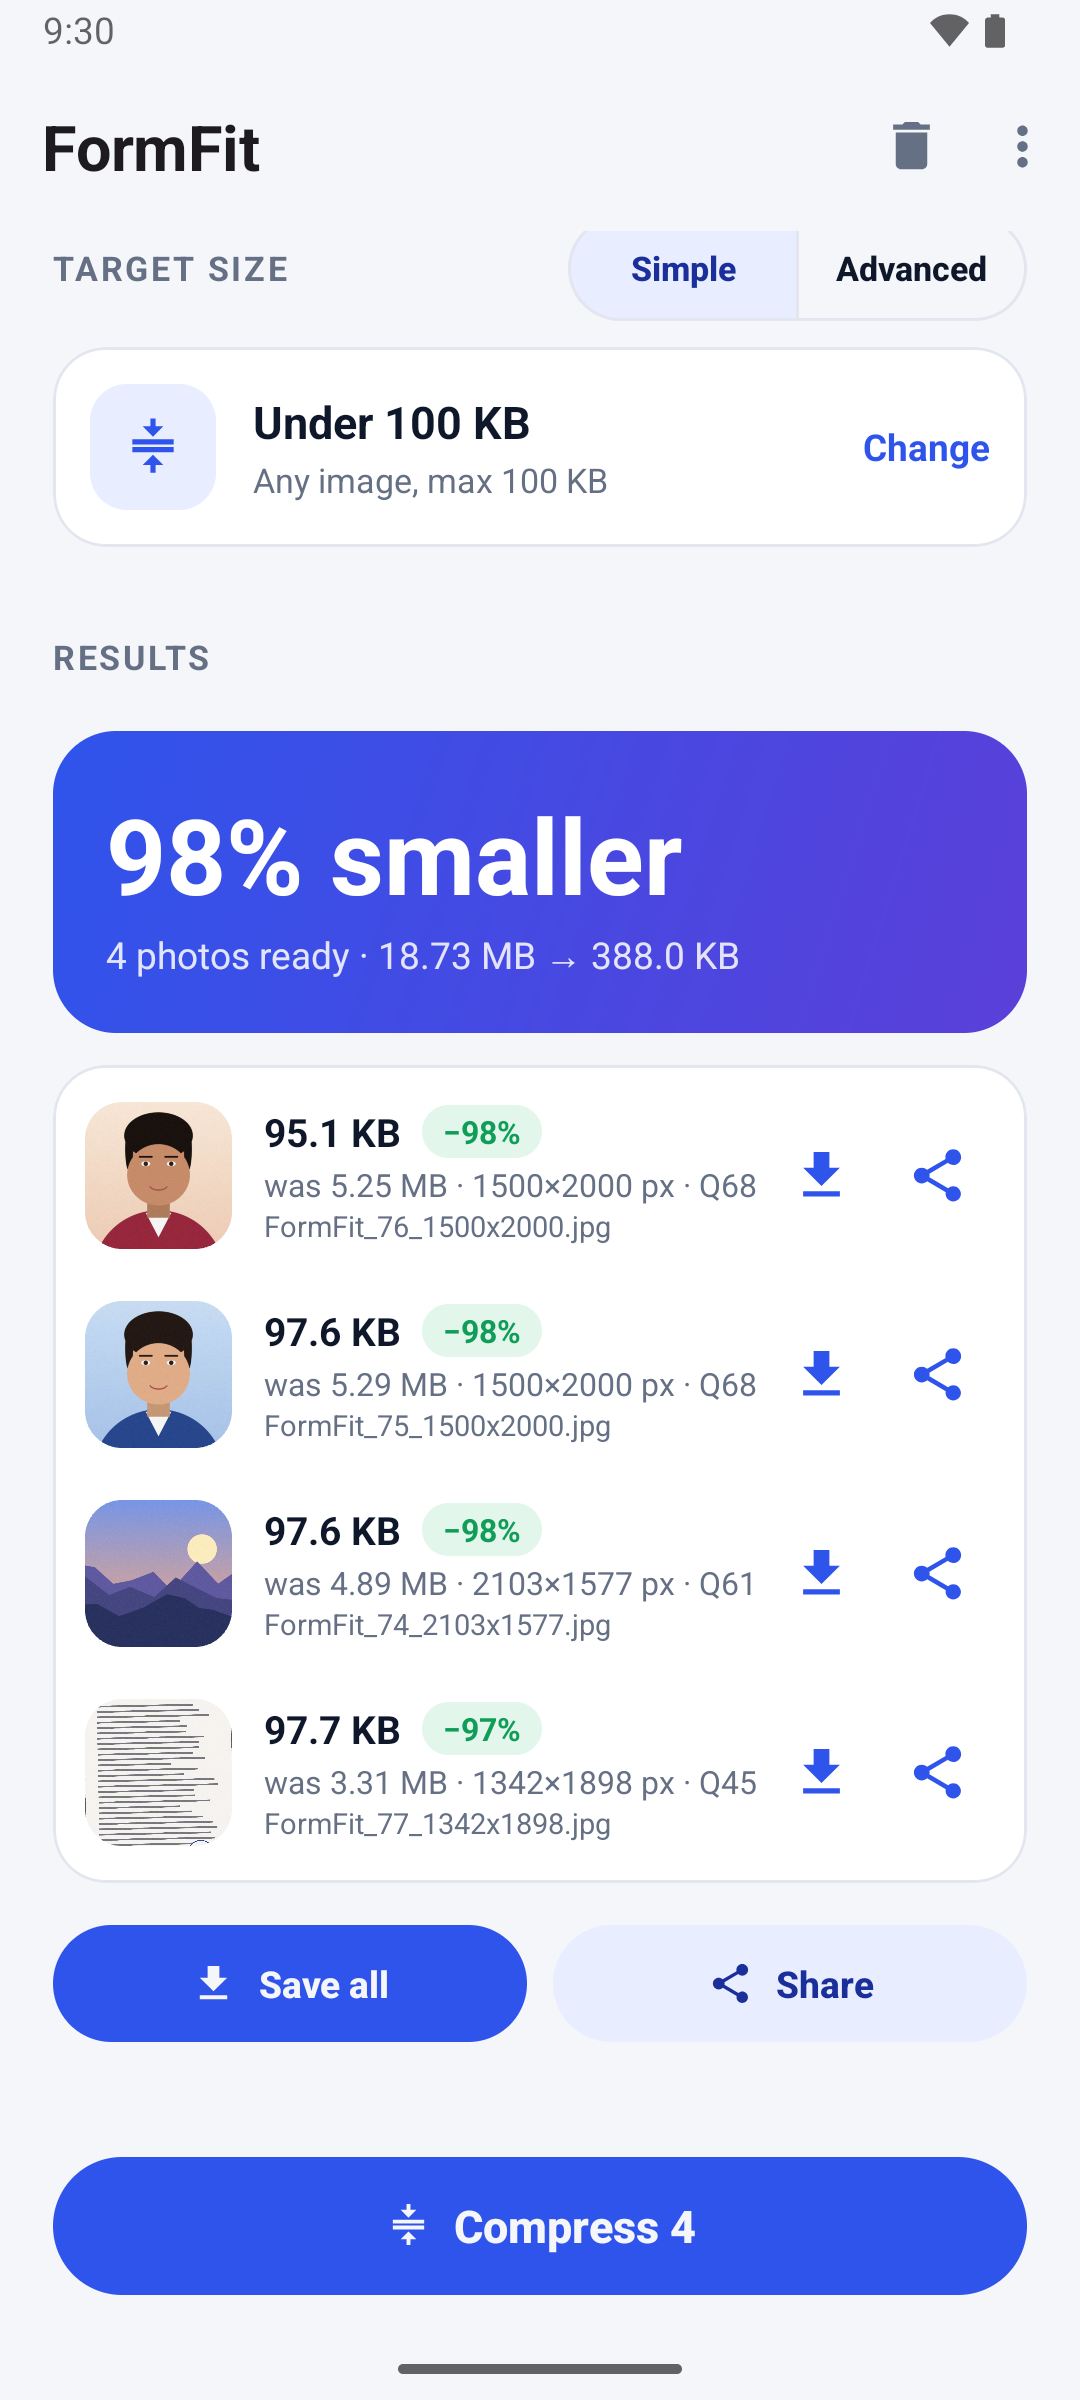 9:30
FormFit
TARGET SIZE
Simple
Advanced
Under 100 KB
Any image, max 100 KB
Change
RESULTS
98% smaller
4 photos ready · 18.73 MB → 388.0 KB
95.1 KB −98%
was 5.25 MB · 1500×2000 px · Q68
FormFit_76_1500x2000.jpg
97.6 KB −98%
was 5.29 MB · 1500×2000 px · Q68
FormFit_75_1500x2000.jpg
97.6 KB −98%
was 4.89 MB · 2103×1577 px · Q61
FormFit_74_2103x1577.jpg
97.7 KB −97%
was 3.31 MB · 1342×1898 px · Q45
FormFit_77_1342x1898.jpg
Save all
Share
Compress 4